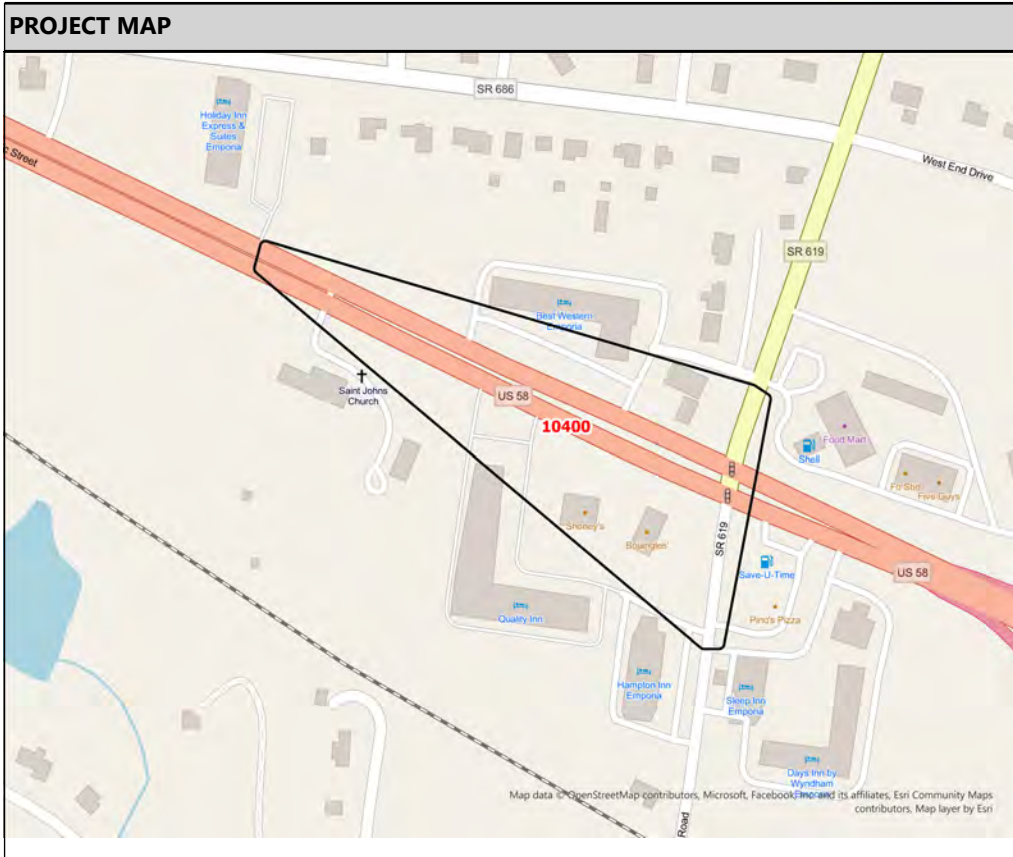 PROJECT MAP
SR 686
Holiday Inn
Express &
Suites
Emporia
c Street
West End Drive
SR 619
Best Western
Emporia
Saint Johns
Church
US 58
10400
Food Mart
Shell
Five Guys
Shoney's
SR 619
Save-U-Time
US 58
Pino's Pizza
Quality Inn
Hampton Inn
Emporia
Sleep Inn
Emporia
Days Inn by
Wyndham
Map data © OpenStreetMap contributors, Microsoft, Facebook, Inc. and its affiliates, Esri Community Maps
contributors, Map layer by Esri
Road